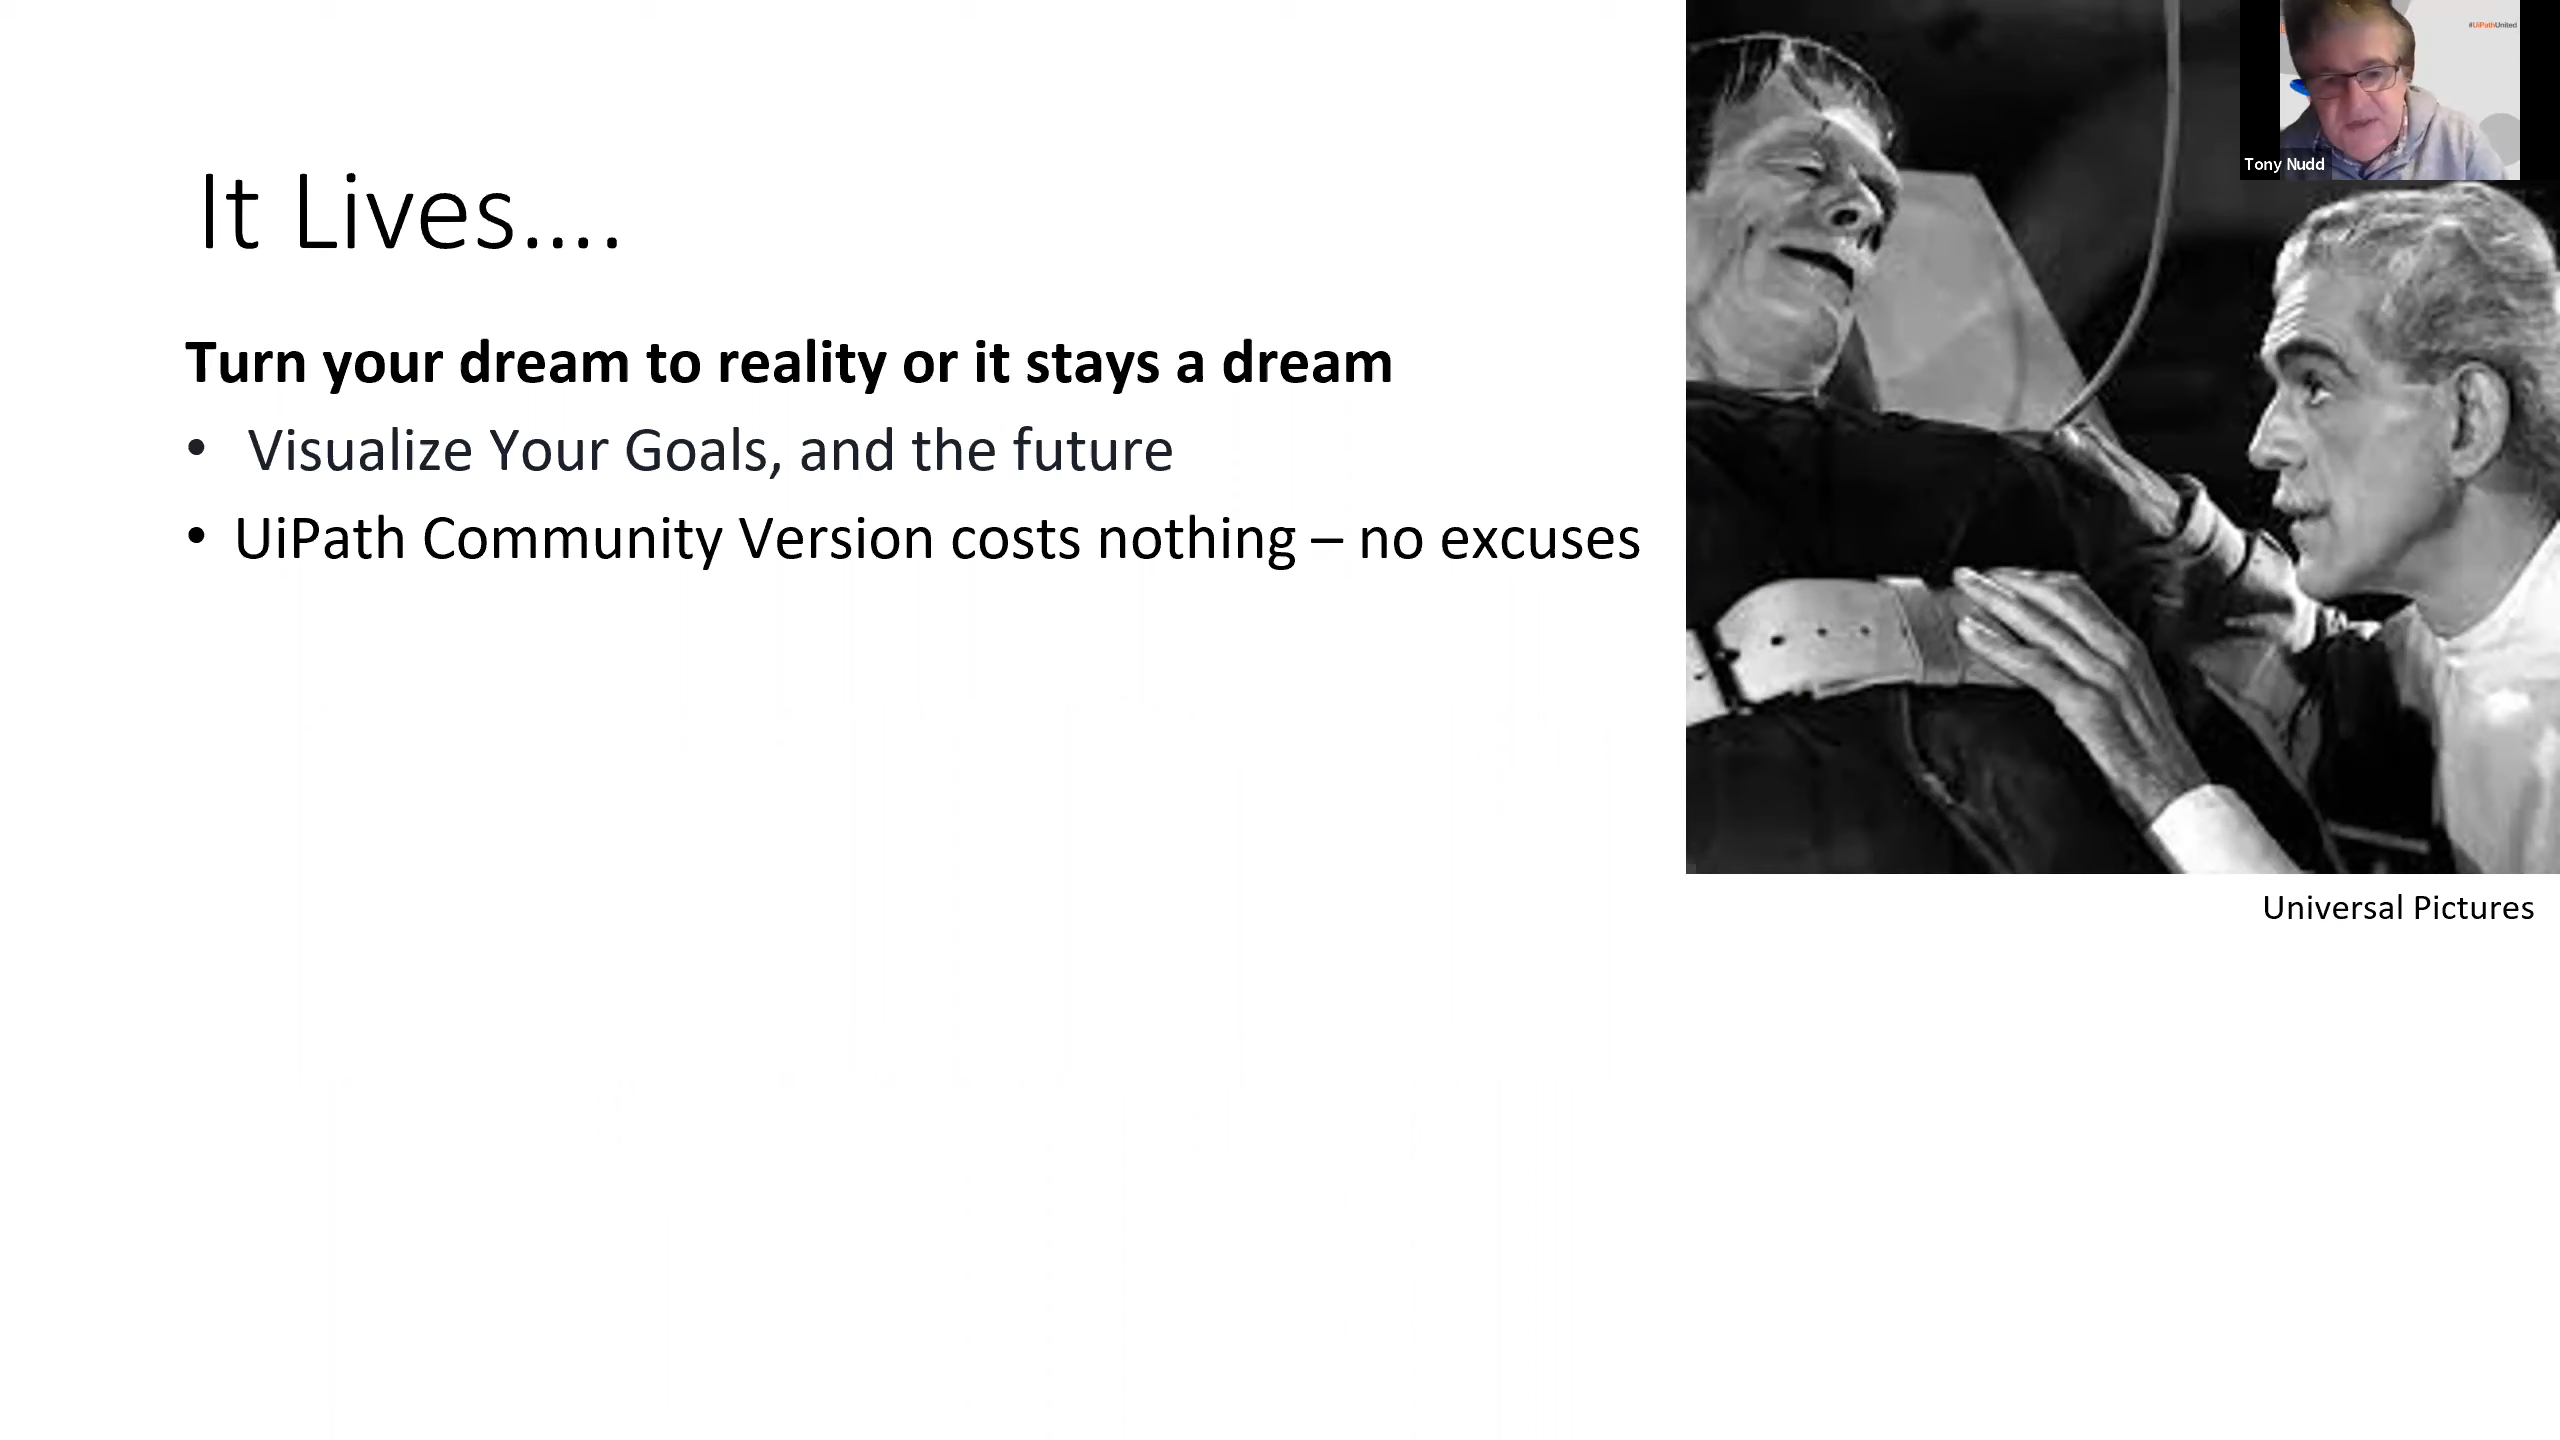 #UiPathUnited
Tony Nudd
It Lives....
Turn your dream to reality or it stays a dream
• Visualize Your Goals, and the future
• UiPath Community Version costs nothing – no excuses
Universal Pictures